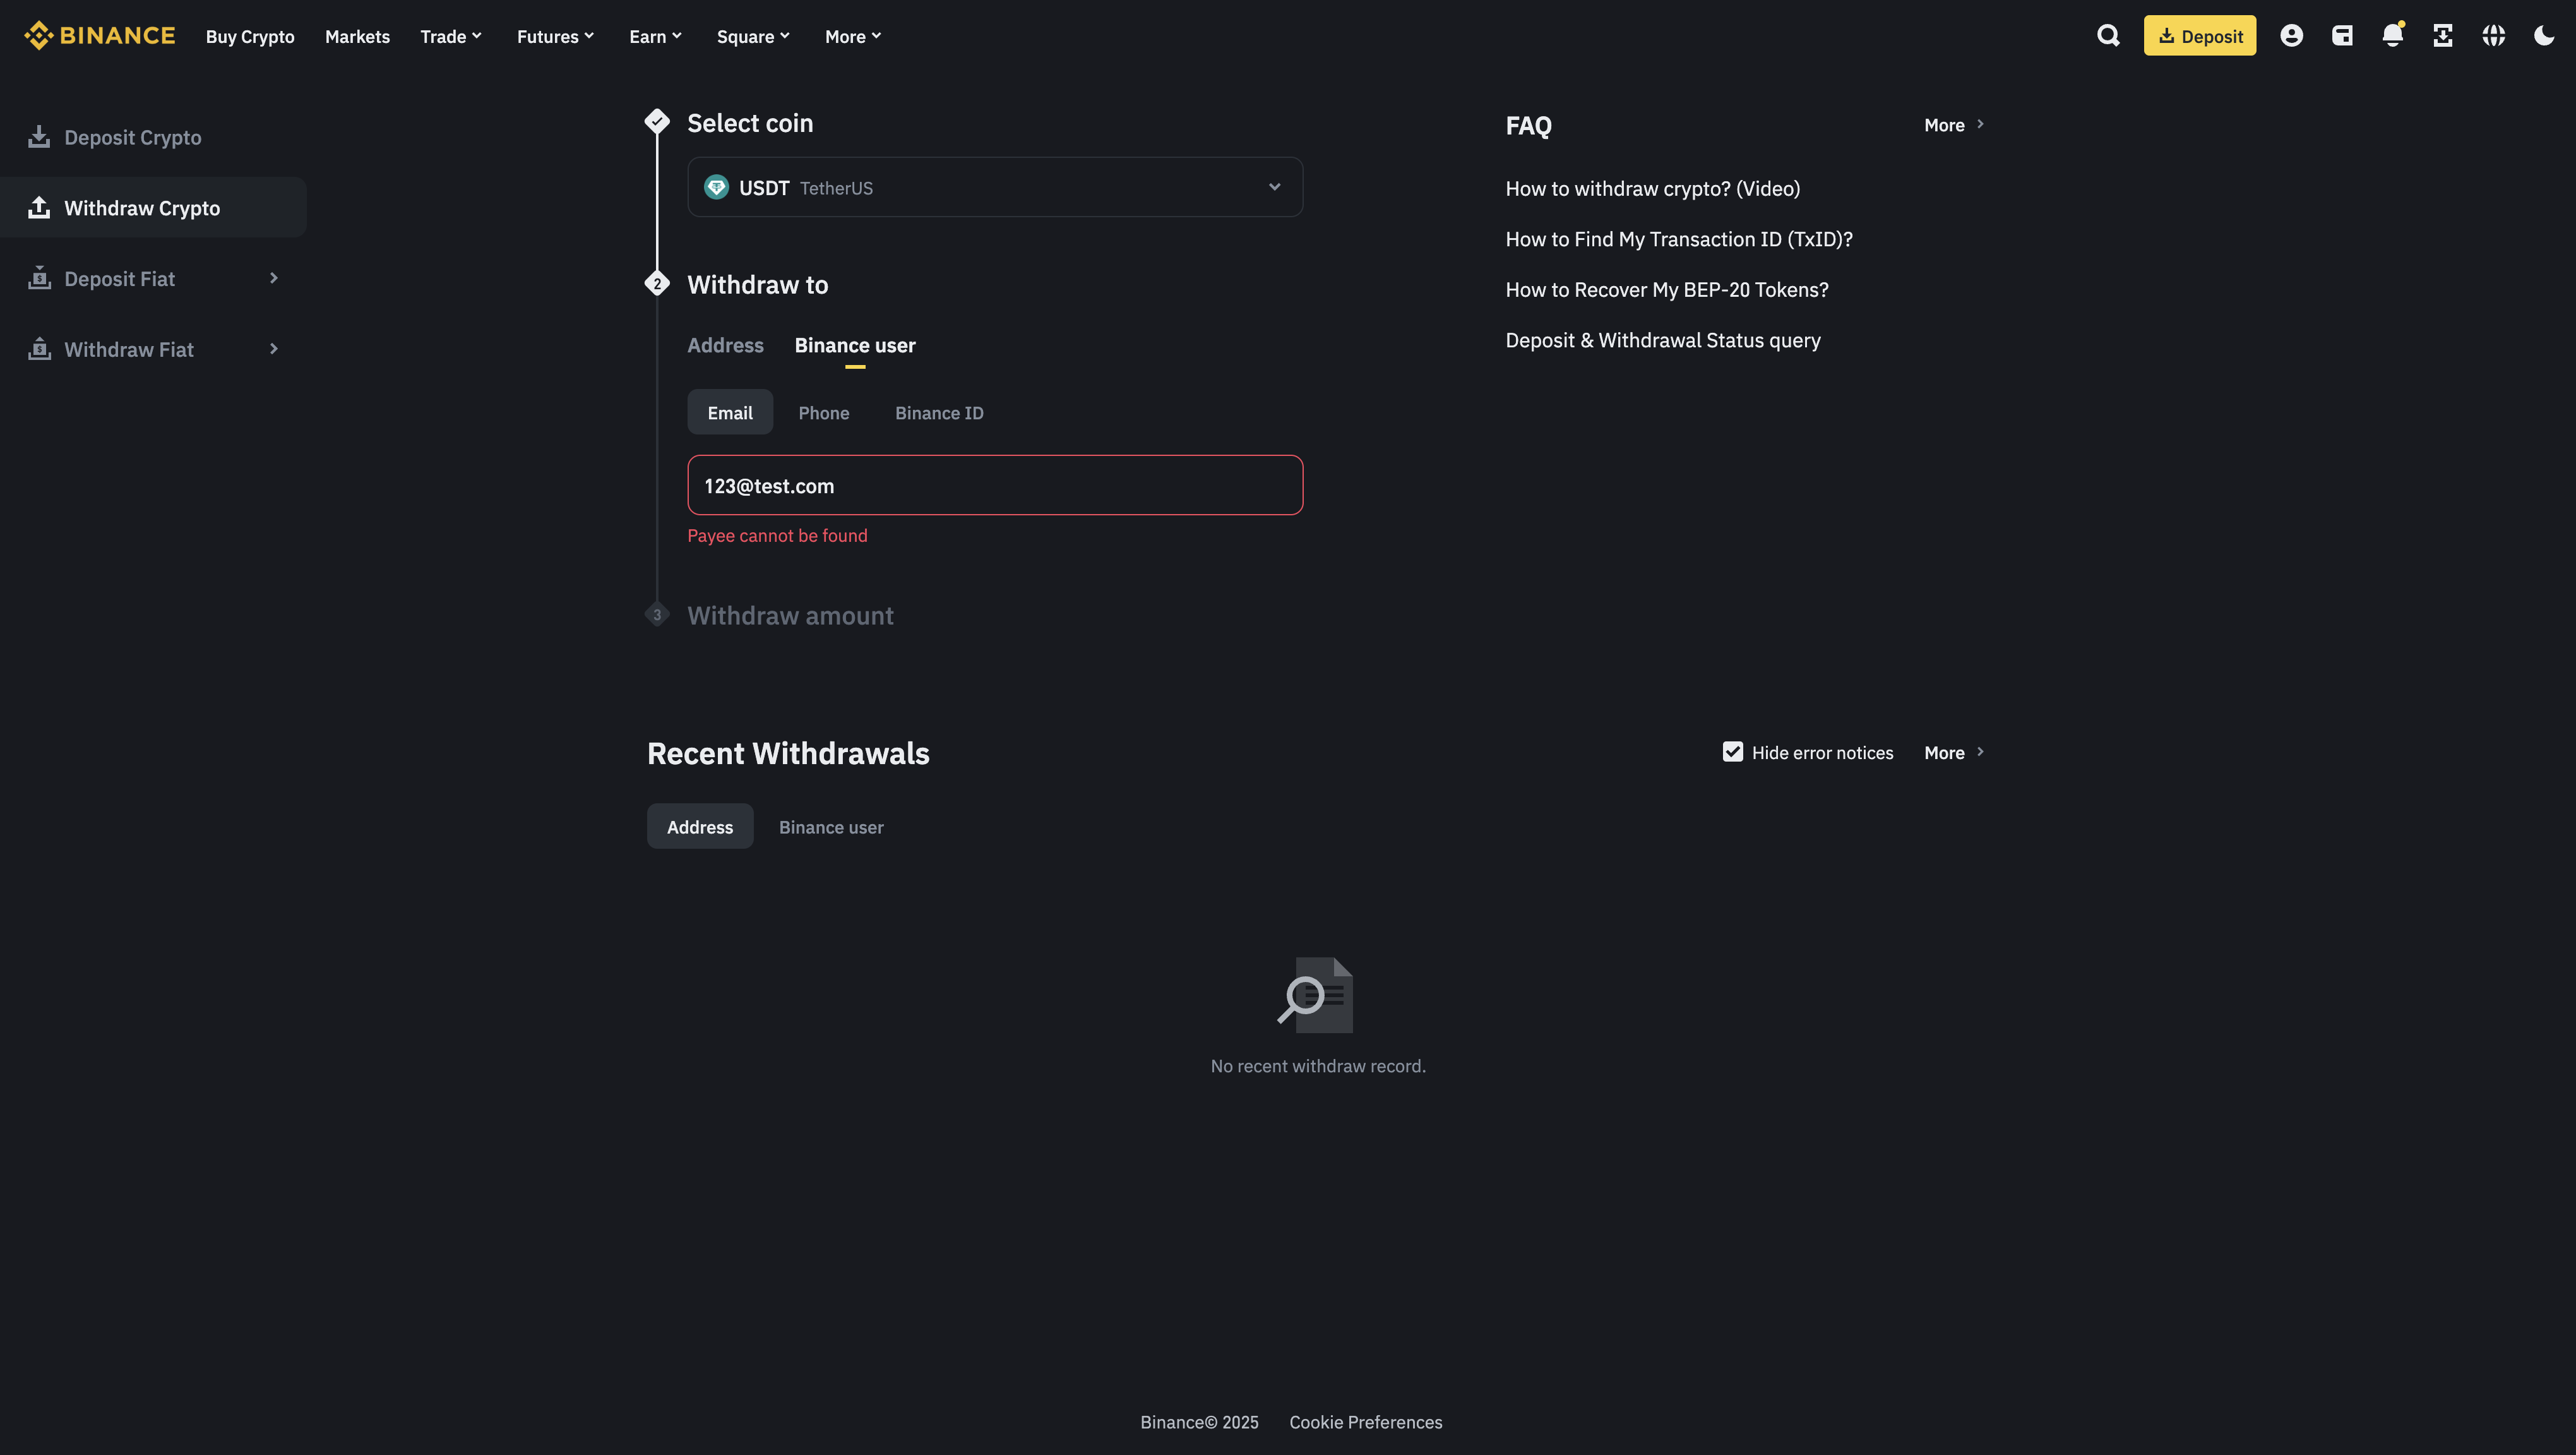 BINANCE
Buy Crypto
Markets
Trade
Futures
Earn
Square
More
Deposit
Deposit Crypto
Withdraw Crypto
Deposit Fiat
Withdraw Fiat
Select coin
USDT TetherUS
2 Withdraw to
Address
Binance user
Email
Phone
Binance ID
123@test.com
Payee cannot be found
3 Withdraw amount
FAQ
More
How to withdraw crypto? (Video)
How to Find My Transaction ID (TxID)?
How to Recover My BEP-20 Tokens?
Deposit & Withdrawal Status query
Recent Withdrawals
Hide error notices
More
Address
Binance user
No recent withdraw record.
Binance© 2025
Cookie Preferences